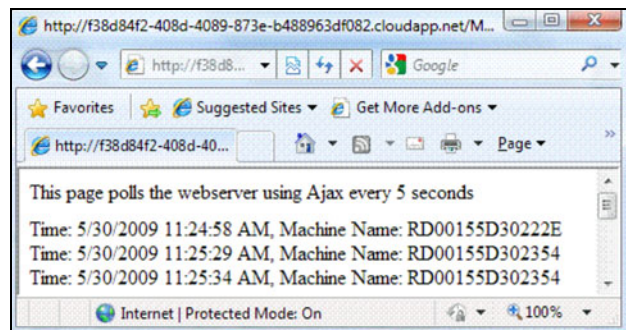 http://f38d84f2-408d-4089-873e-b488963df082.cloudapp.net/M...
http://f38d8...
Google
Favorites Suggested Sites Get More Add-ons
http://f38d84f2-408d-40... Page
This page polls the webserver using Ajax every 5 seconds
Time: 5/30/2009 11:24:58 AM, Machine Name: RD00155D30222E
Time: 5/30/2009 11:25:29 AM, Machine Name: RD00155D302354
Time: 5/30/2009 11:25:34 AM, Machine Name: RD00155D302354
Internet | Protected Mode: On 100%